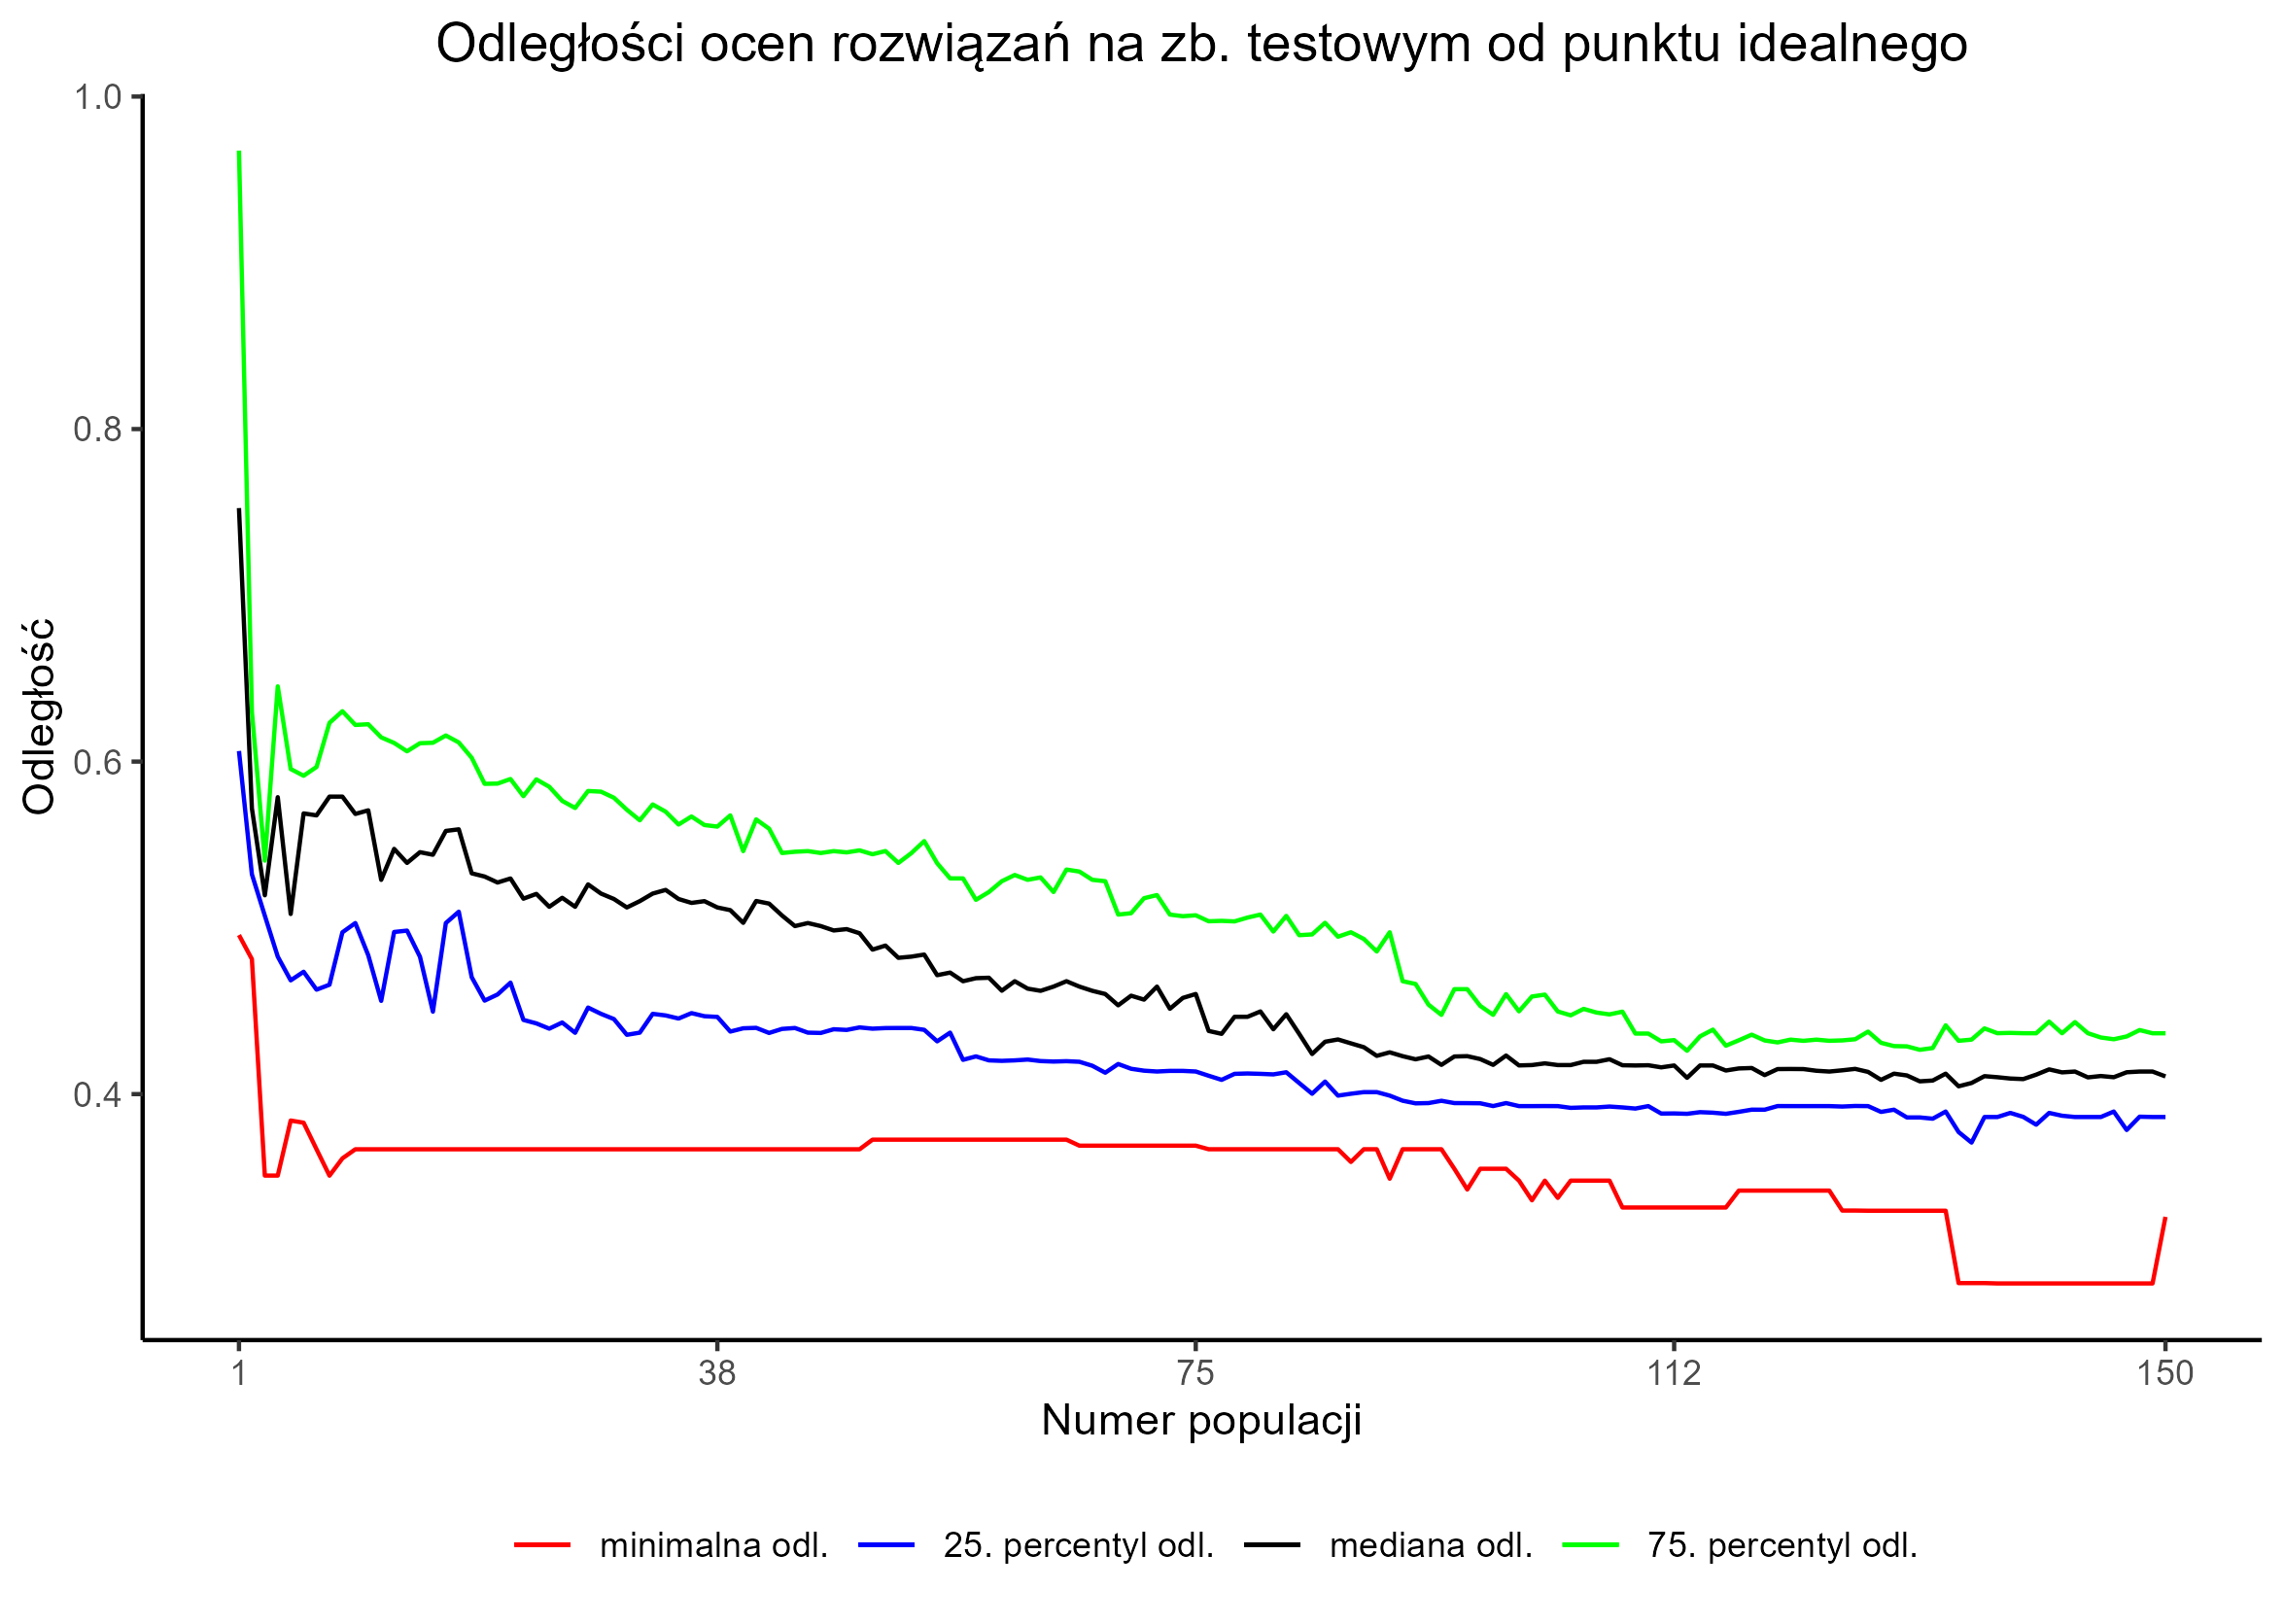 Odległości ocen rozwiązań na zb. testowym od punktu idealnego
Odległość
1.0
0.8
0.6
0.4
1 38 75 112 150
Numer populacji
minimalna odl. 25. percentyl odl. mediana odl. 75. percentyl odl.